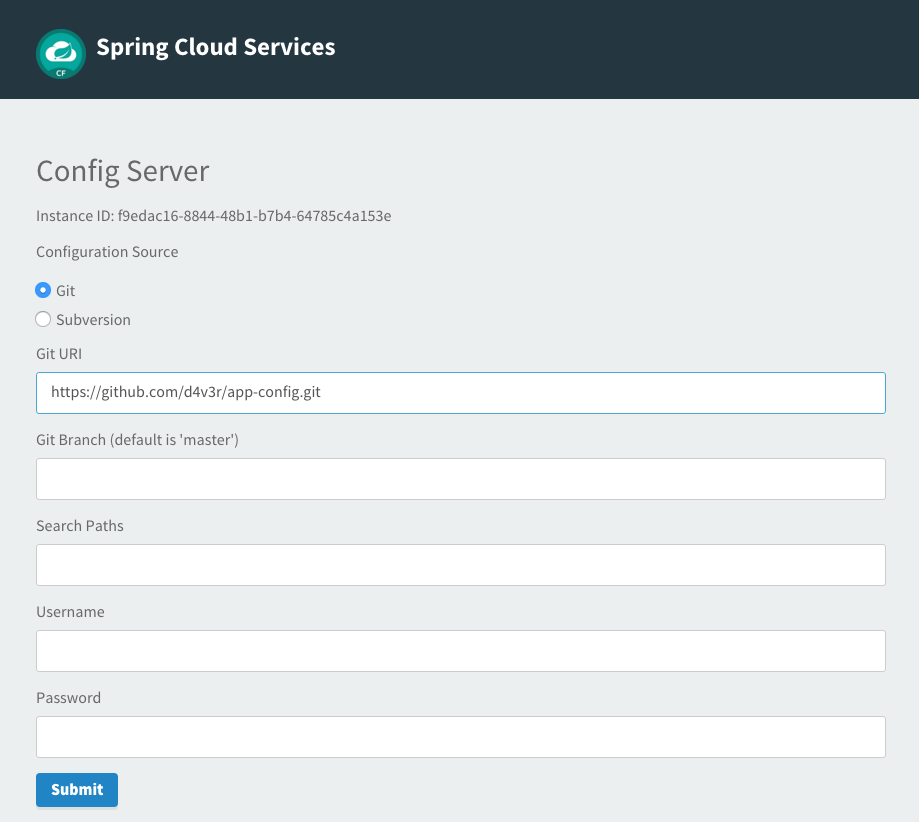 CF
Spring Cloud Services
Config Server
Instance ID: f9edac16-8844-48b1-b7b4-64785c4a153e
Configuration Source
Git
Subversion
Git URI
https://github.com/d4v3r/app-config.git
Git Branch (default is 'master')
Search Paths
Username
Password
Submit